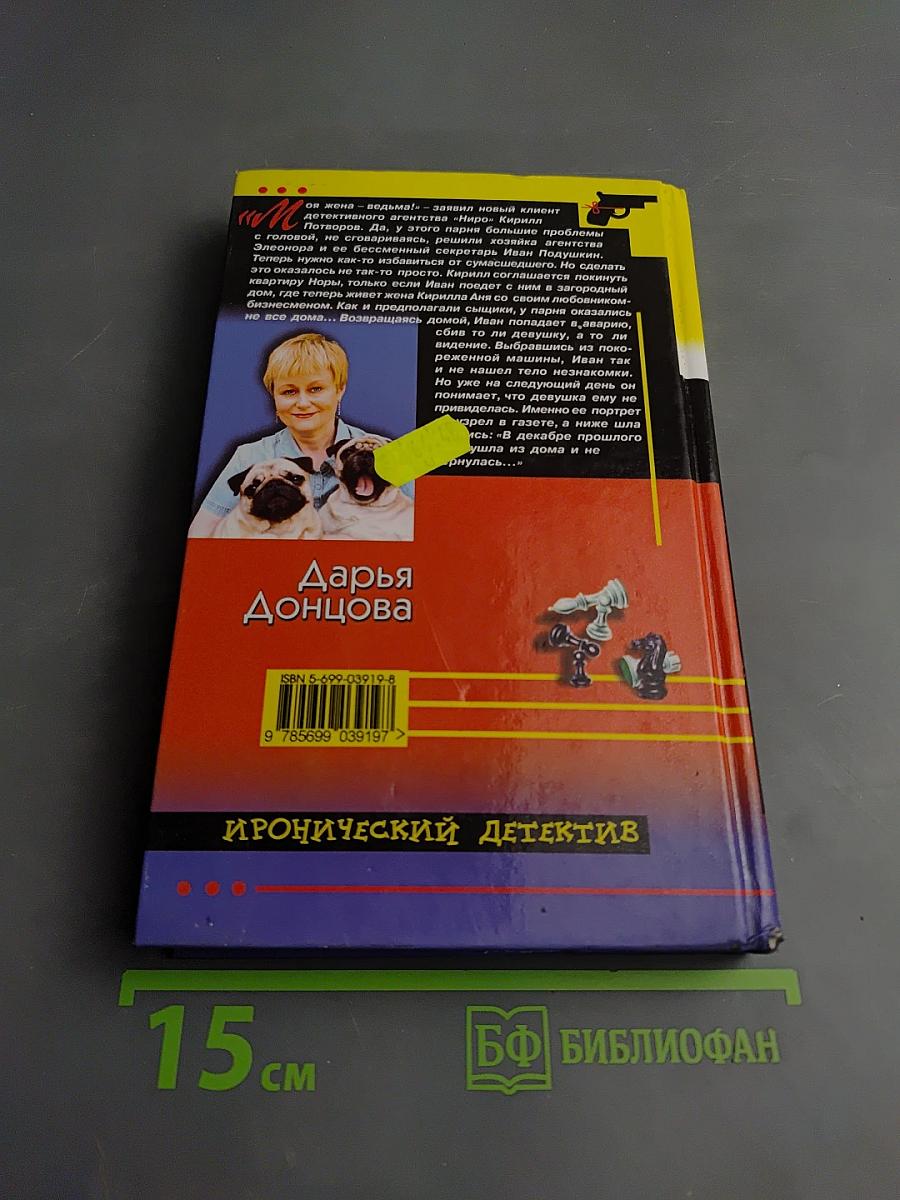 "Моя жена – ведьма!» – заявил новый клиент
детективного агентства «Ниро» Кирилл
Потворов. Да, у этого парня большие проблемы
с головой, не сговариваясь, решили хозяйка агентства
Элеонора и ее бессменный секретарь Иван Подушкин.
Теперь нужно как-то избавиться от сумасшедшего. Но сделать
это оказалось не так-то просто. Кирилл соглашается покинуть
квартиру Норы, только если Иван поедет с ним в загородный
дом, где теперь живет жена Кирилла Аня со своим любовником-
бизнесменом. Как и предполагали сыщики, у парня оказались
не все дома... Возвращаясь домой, Иван попадает в аварию,
сбив то ли девушку, а то ли
видение. Выбравшись из поко-
реженной машины, Иван так
и не нашел тело незнакомки.
Но уже на следующий день он
понимает, что девушка ему не
привиделась. Именно ее портрет
узрел в газете, а ниже шла
ись: «В декабре прошлого
ушла из дома и не
рнулась...»
Дарья
Донцова
ISBN 5-699-03919-8
9 785699 039197 >
ИРОНИЧЕСКИЙ ДЕТЕКТИВ
15 см
БФ БИБЛИОФАН